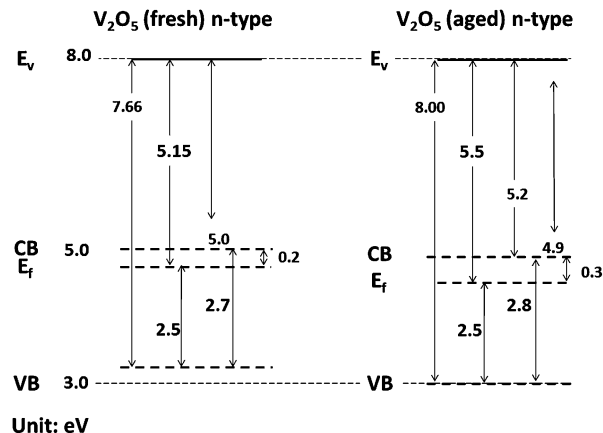 V2O5 (fresh) n-type V2O5 (aged) n-type
Ev 8.0 Ev
7.66 8.00
5.15 5.5
5.2
CB 5.0 5.0 CB 4.9
Ef 0.2 Ef 0.3
2.5 2.7 2.5 2.8
VB 3.0 VB
Unit: eV